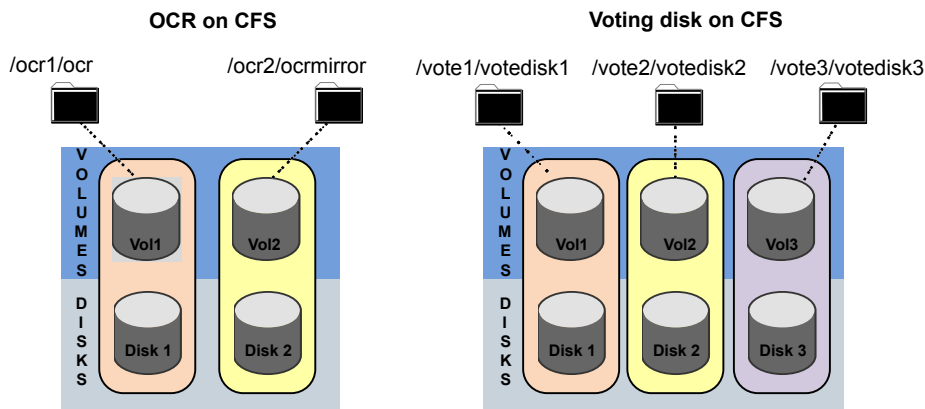 OCR on CFS
/ocr1/ocr
/ocr2/ocrmirror
VOLUMES
Vol1
Vol2
DISKS
Disk 1
Disk 2
Voting disk on CFS
/vote1/votedisk1
/vote2/votedisk2
/vote3/votedisk3
VOLUMES
Vol1
Vol2
Vol3
DISKS
Disk 1
Disk 2
Disk 3